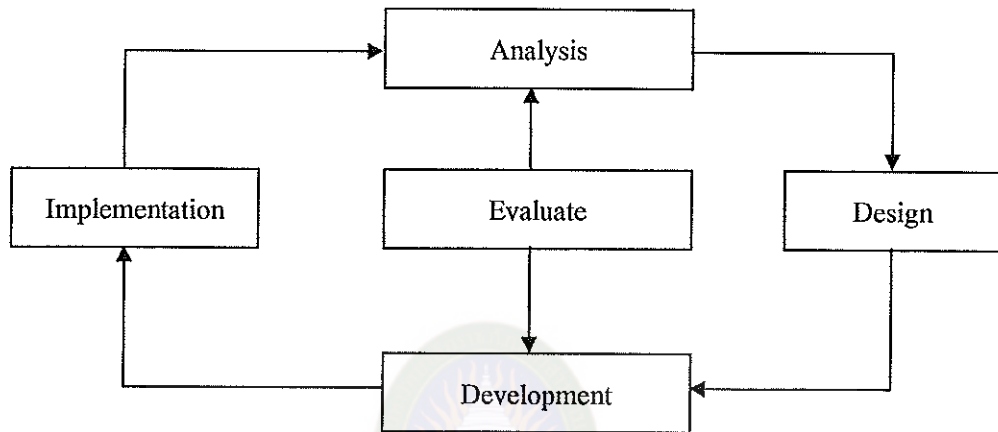 Analysis
Implementation
Evaluate
Design
Development